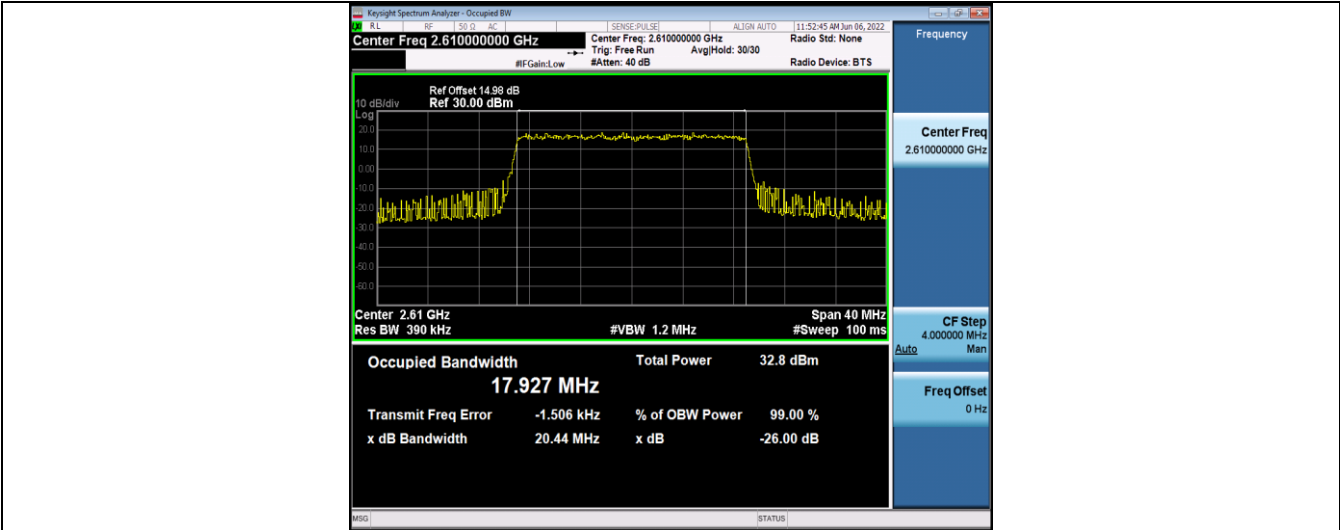 Keysight Spectrum Analyzer - Occupied BW
RL RF 50 Ω AC SENSE:PULSE ALIGN AUTO 11:52:45 AM Jun 06, 2022
Center Freq 2.610000000 GHz Center Freq: 2.610000000 GHz Radio Std: None
Trig: Free Run Avg|Hold: 30/30
#IFGain:Low #Atten: 40 dB Radio Device: BTS
Ref Offset 14.98 dB
10 dB/div Ref 30.00 dBm
Log
20.0
10.0
0.00
-10.0
-20.0
-30.0
-40.0
-50.0
-60.0
Center 2.61 GHz Span 40 MHz
Res BW 390 kHz #VBW 1.2 MHz #Sweep 100 ms
Occupied Bandwidth Total Power 32.8 dBm
17.927 MHz
Transmit Freq Error -1.506 kHz % of OBW Power 99.00 %
x dB Bandwidth 20.44 MHz x dB -26.00 dB
MSG STATUS
Frequency
Center Freq
2.610000000 GHz
CF Step
4.000000 MHz
Auto Man
Freq Offset
0 Hz